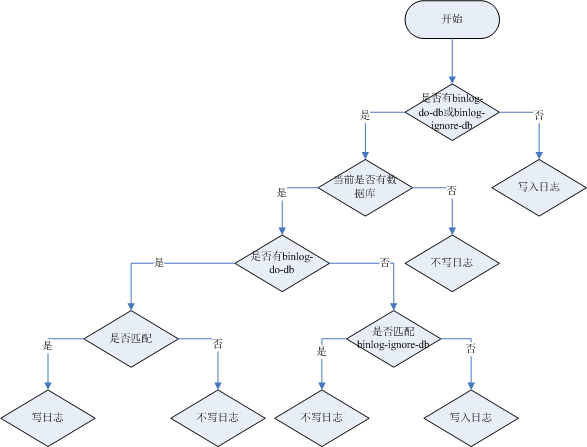 开始
是否有binlog-
do-db或binlog-
ignore-db
是
否
当前是否有数
据库
写入日志
是
否
是否有binlog-
do-db
不写日志
是
否
是否匹配
是否匹配
binlog-ignore-db
是
否
是
否
写日志
不写日志
不写日志
写入日志